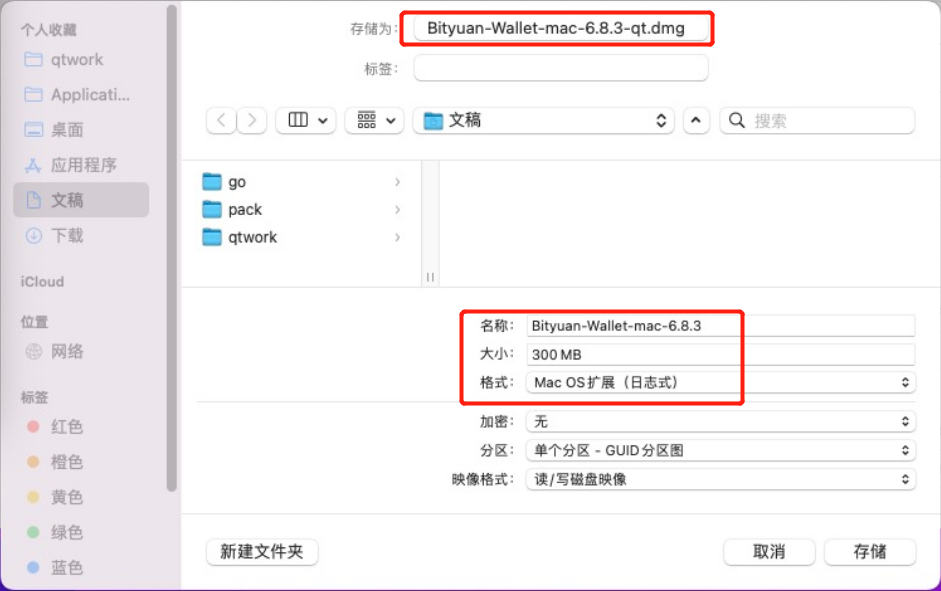 个人收藏
qtwork
Applicati...
桌面
应用程序
文稿
下载
iCloud
位置
网络
标签
红色
橙色
黄色
绿色
蓝色
存储为: Bityuan-Wallet-mac-6.8.3-qt.dmg
标签:
文稿
搜索
go
pack
qtwork
名称: Bityuan-Wallet-mac-6.8.3
大小: 300 MB
格式: Mac OS扩展（日志式）
加密: 无
分区: 单个分区 - GUID分区图
映像格式: 读/写磁盘映像
新建文件夹 取消 存储